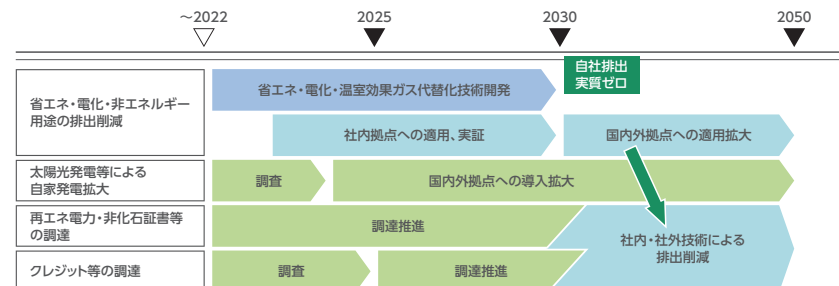 ～2022
2025
2030
2050
自社排出
実質ゼロ
省エネ・電化・非エネルギー
用途の排出削減
省エネ・電化・温室効果ガス代替化技術開発
社内拠点への適用、実証
国内外拠点への適用拡大
太陽光発電等による
自家発電拡大
調査
国内外拠点への導入拡大
再エネ電力・非化石証書等
の調達
調達推進
社内・社外技術による
排出削減
クレジット等の調達
調査
調達推進